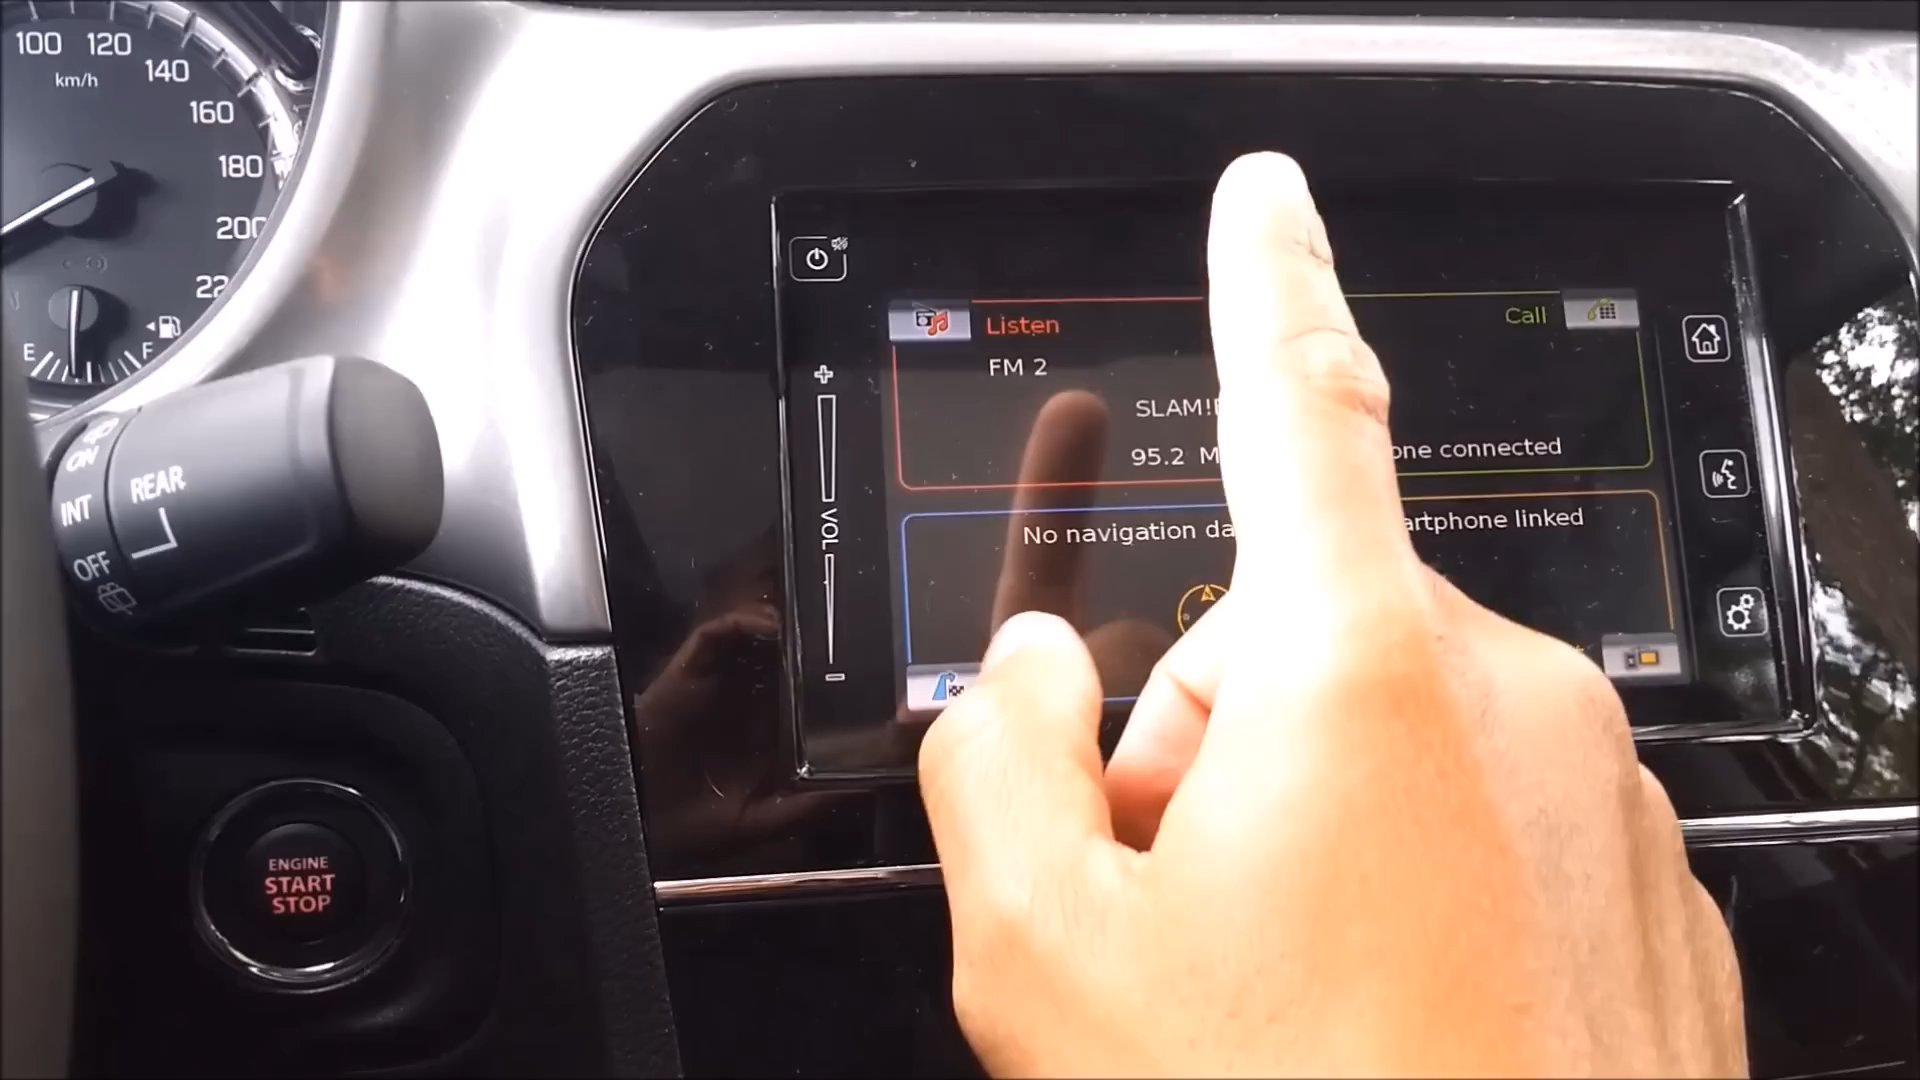 100 120
km/h
140
160
180
200
22
E
F
ON
INT
OFF
REAR
ENGINE
START
STOP
VOL
Listen
FM 2
SLAM!
95.2 M
Call
one connected
No navigation da
artphone linked